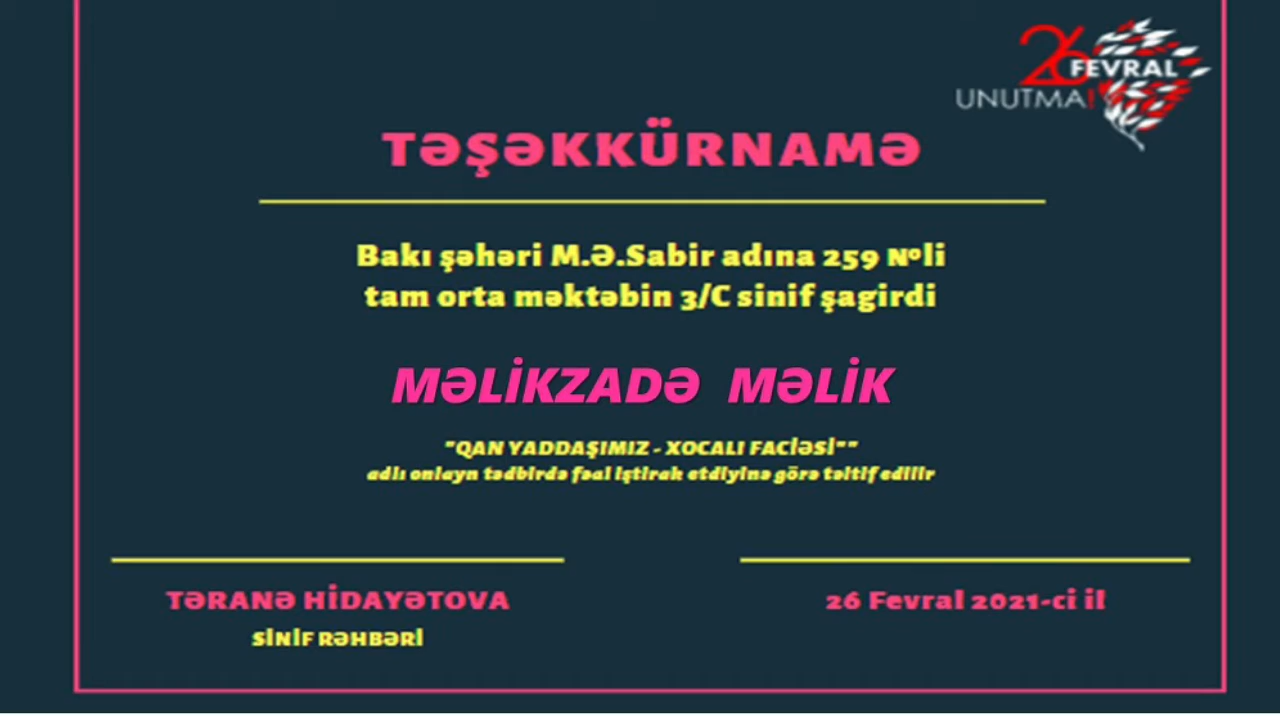 26 FEVRAL
UNUTMA!
TƏŞƏKKÜRNAMƏ
Bakı şəhəri M.Ə.Sabir adına 259 №li
tam orta məktəbin 3/C sinif şagirdi
MƏLİKZADƏ MƏLİK
"QAN YADDAŞIMIZ - XOCALI FACİƏSİ""
adlı onlayn tədbirdə fəal iştirak etdiyinə görə təltif edilir
TƏRANƏ HİDAYƏTOVA
SİNİF RƏHBƏRİ
26 Fevral 2021-ci il